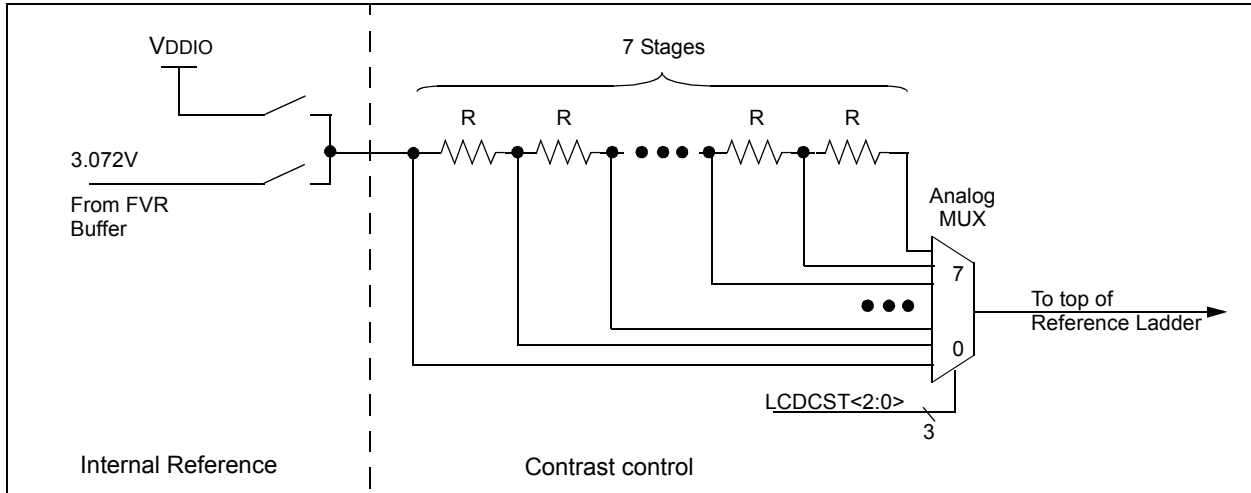 VDDIO
7 Stages
R
R
R
R
3.072V
From FVR
Buffer
Analog
MUX
7
0
To top of
Reference Ladder
LCDCST<2:0>
3
Internal Reference
Contrast control